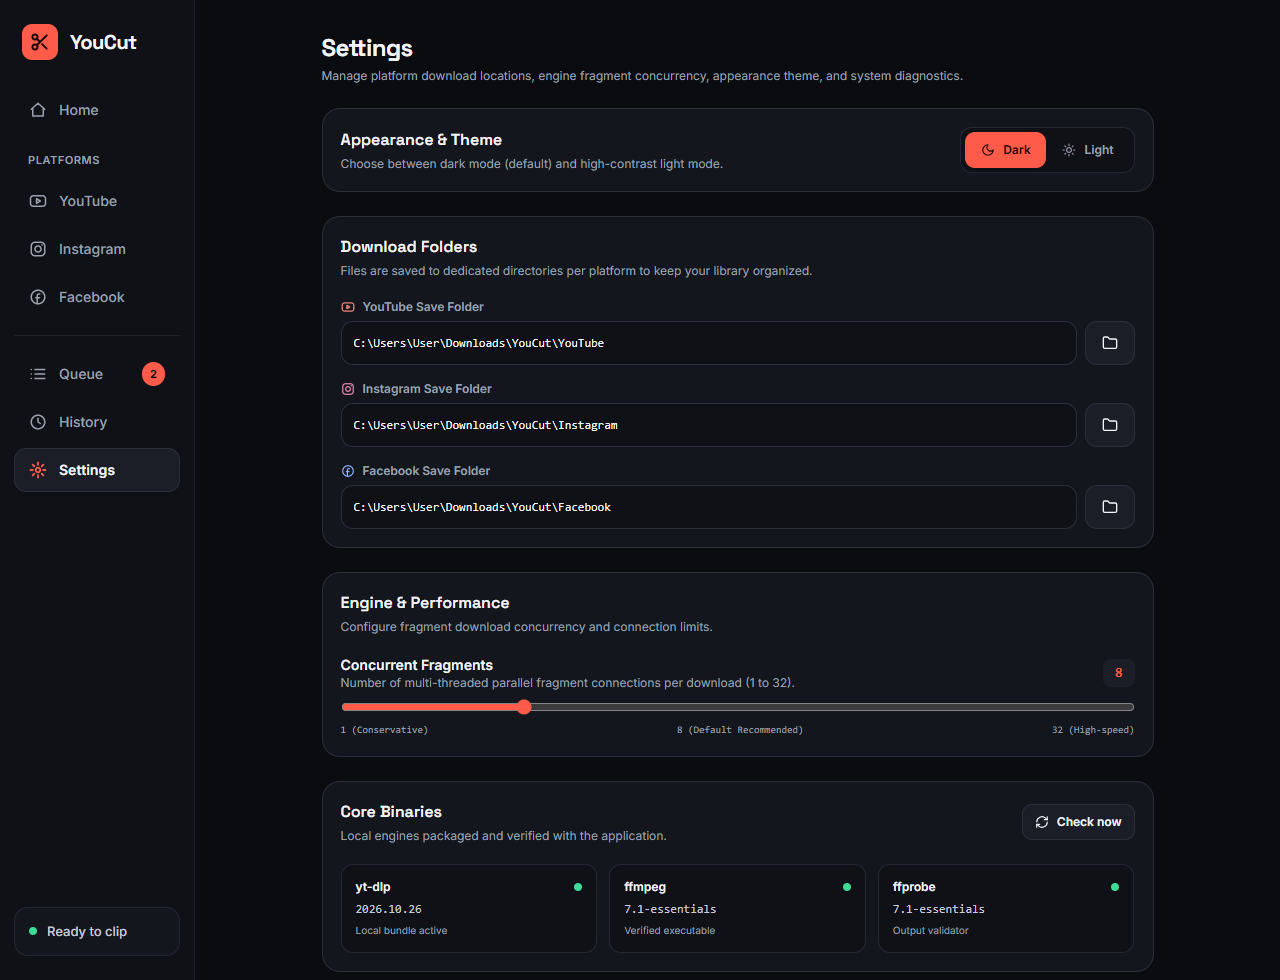 YouCut
Home
PLATFORMS
YouTube
Instagram
Facebook
Queue 2
History
Settings
Ready to clip
Settings
Manage platform download locations, engine fragment concurrency, appearance theme, and system diagnostics.
Appearance & Theme
Choose between dark mode (default) and high-contrast light mode.
Dark Light
Download Folders
Files are saved to dedicated directories per platform to keep your library organized.
YouTube Save Folder
C:\Users\User\Downloads\YouCut\YouTube
Instagram Save Folder
C:\Users\User\Downloads\YouCut\Instagram
Facebook Save Folder
C:\Users\User\Downloads\YouCut\Facebook
Engine & Performance
Configure fragment download concurrency and connection limits.
Concurrent Fragments
Number of multi-threaded parallel fragment connections per download (1 to 32).
8
1 (Conservative) 8 (Default Recommended) 32 (High-speed)
Core Binaries
Local engines packaged and verified with the application.
Check now
yt-dlp
2026.10.26
Local bundle active
ffmpeg
7.1-essentials
Verified executable
ffprobe
7.1-essentials
Output validator